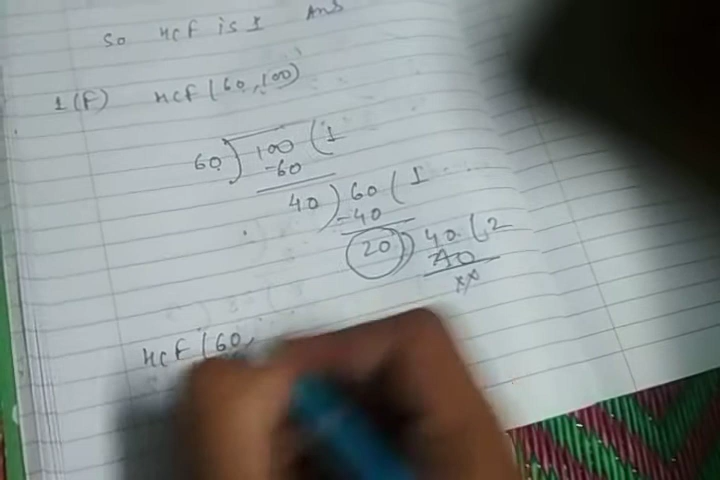 So HCF is 1 Ans
1(F) HCF(60,100)
60) 100 (1
-60
40) 60 (1
-40
20) 40 (2
40
xx
HCF(60,